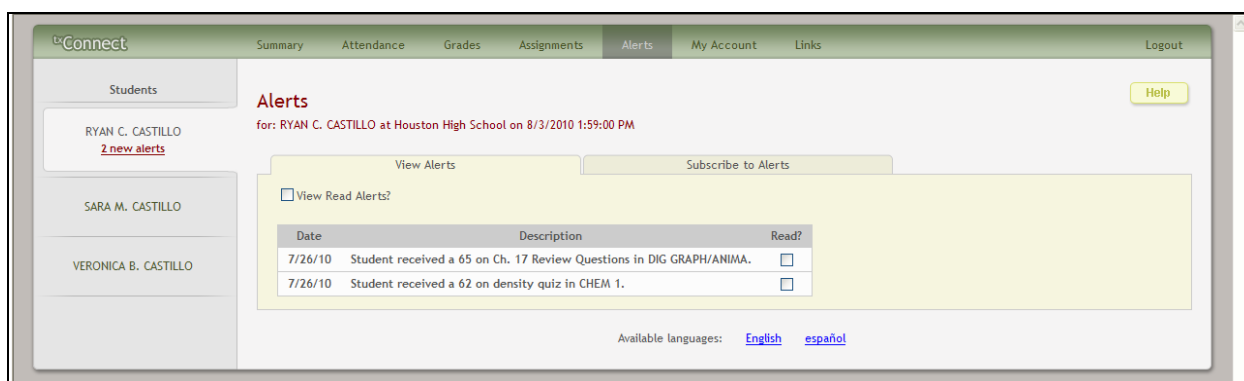 txConnect
Summary Attendance Grades Assignments Alerts My Account Links Logout
Students
RYAN C. CASTILLO
2 new alerts
SARA M. CASTILLO
VERONICA B. CASTILLO
Help
Alerts
for: RYAN C. CASTILLO at Houston High School on 8/3/2010 1:59:00 PM
View Alerts Subscribe to Alerts
View Read Alerts?
Date Description Read?
7/26/10 Student received a 65 on Ch. 17 Review Questions in DIG GRAPH/ANIMA.
7/26/10 Student received a 62 on density quiz in CHEM 1.
Available languages: English español